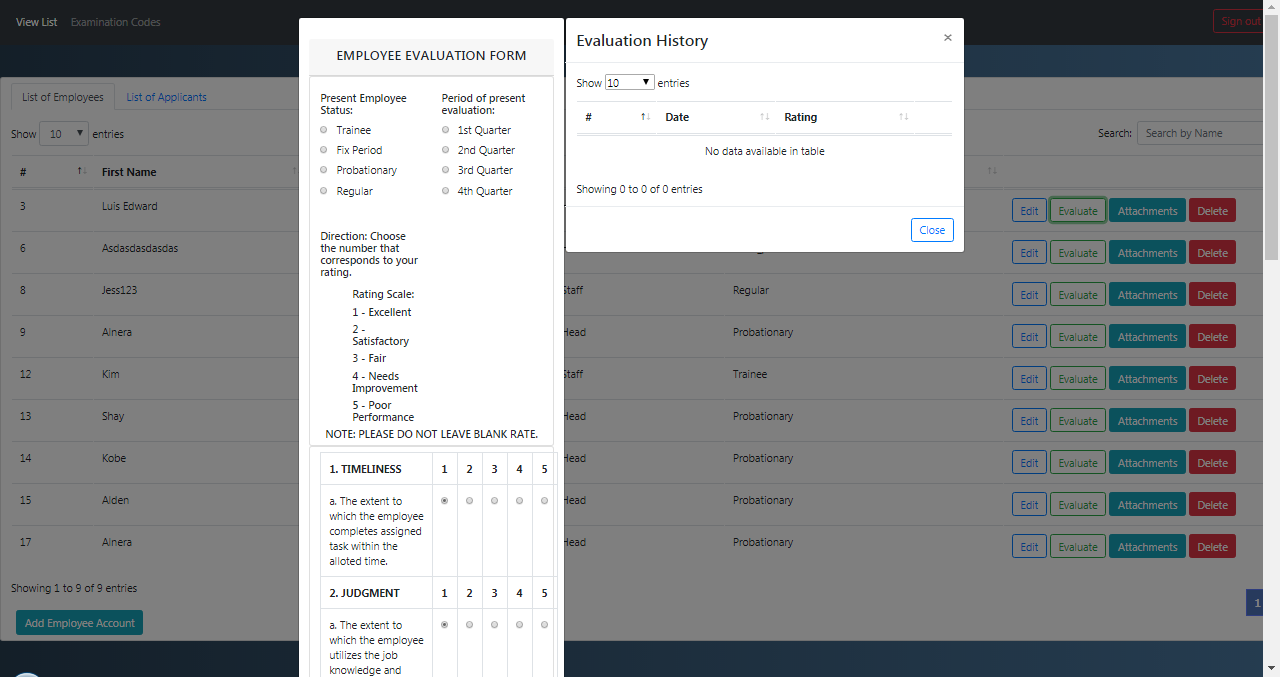 View List Examination Codes Sign out
List of Employees List of Applicants
Show 10 entries Search: Search by Name
# First Name
3 Luis Edward Edit Evaluate Attachments Delete
6 Asdasdasdasdas Edit Evaluate Attachments Delete
8 Jess123 Staff Regular Edit Evaluate Attachments Delete
9 Alnera Head Probationary Edit Evaluate Attachments Delete
12 Kim Staff Trainee Edit Evaluate Attachments Delete
13 Shay Head Probationary Edit Evaluate Attachments Delete
14 Kobe Head Probationary Edit Evaluate Attachments Delete
15 Alden Head Probationary Edit Evaluate Attachments Delete
17 Alnera Head Probationary Edit Evaluate Attachments Delete
Showing 1 to 9 of 9 entries
1
Add Employee Account
EMPLOYEE EVALUATION FORM
Present Employee
Status:
Trainee
Fix Period
Probationary
Regular
Period of present
evaluation:
1st Quarter
2nd Quarter
3rd Quarter
4th Quarter
Direction: Choose
the number that
corresponds to your
rating.
Rating Scale:
1 - Excellent
2 -
Satisfactory
3 - Fair
4 - Needs
Improvement
5 - Poor
Performance
NOTE: PLEASE DO NOT LEAVE BLANK RATE.
1. TIMELINESS 1 2 3 4 5
a. The extent to
which the employee
completes assigned
task within the
alloted time.
2. JUDGMENT 1 2 3 4 5
a. The extent to
which the employee
utilizes the job
knowledge and
Evaluation History ×
Show 10 entries
# Date Rating
No data available in table
Showing 0 to 0 of 0 entries
Close